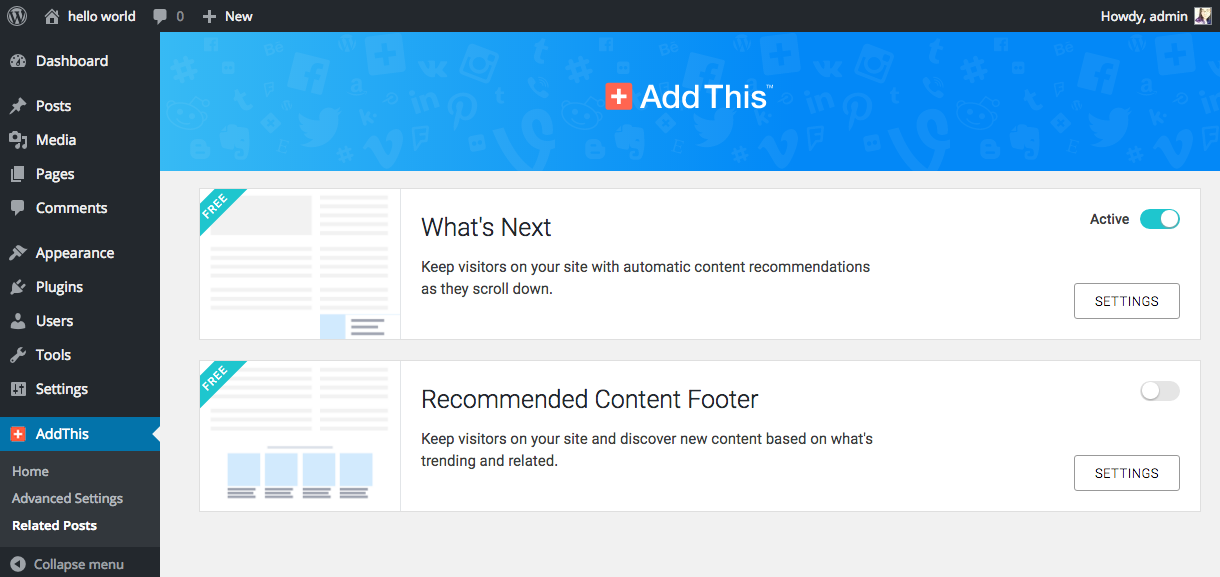 hello world
0
New
Howdy, admin
Dashboard
Posts
Media
Pages
Comments
Appearance
Plugins
Users
Tools
Settings
AddThis
Home
Advanced Settings
Related Posts
Collapse menu
AddThis™
FREE
What's Next
Keep visitors on your site with automatic content recommendations
as they scroll down.
Active
SETTINGS
FREE
Recommended Content Footer
Keep visitors on your site and discover new content based on what's
trending and related.
SETTINGS